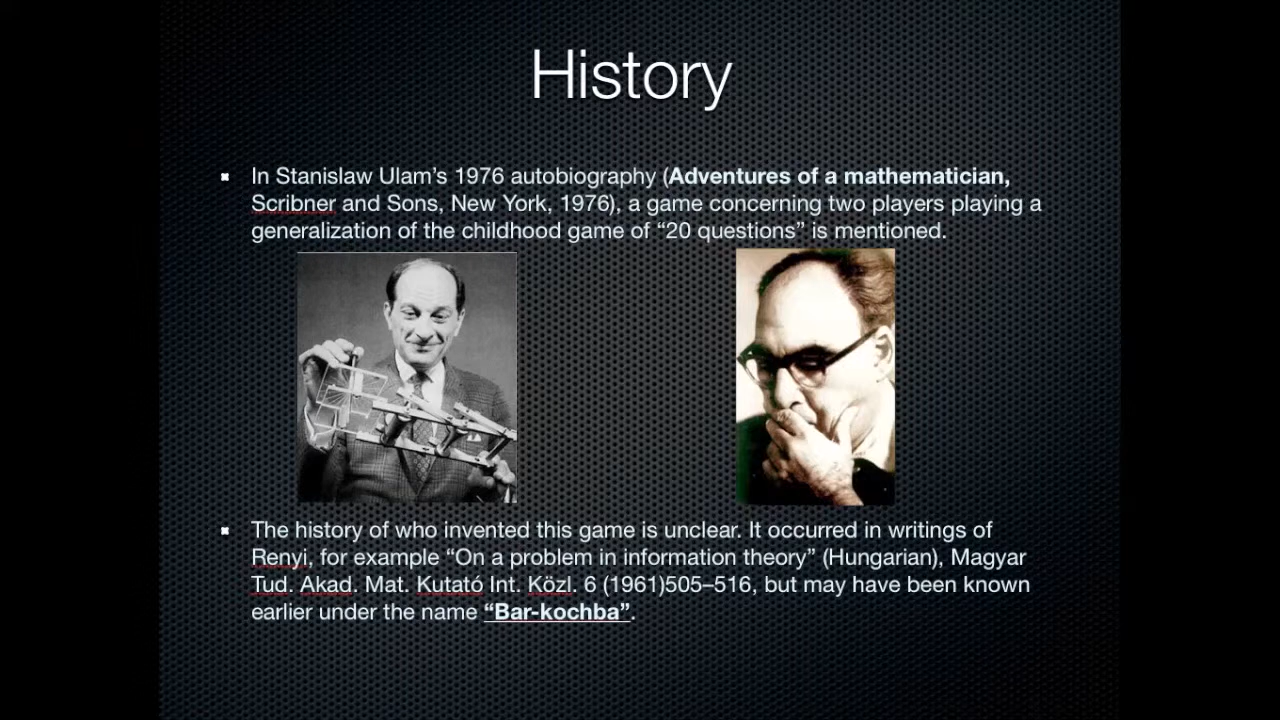 History
In Stanislaw Ulam’s 1976 autobiography (Adventures of a mathematician,
Scribner and Sons, New York, 1976), a game concerning two players playing a
generalization of the childhood game of “20 questions” is mentioned.
The history of who invented this game is unclear. It occurred in writings of
Renyi, for example “On a problem in information theory” (Hungarian), Magyar
Tud. Akad. Mat. Kutató Int. Közl. 6 (1961)505–516, but may have been known
earlier under the name “Bar-kochba”.